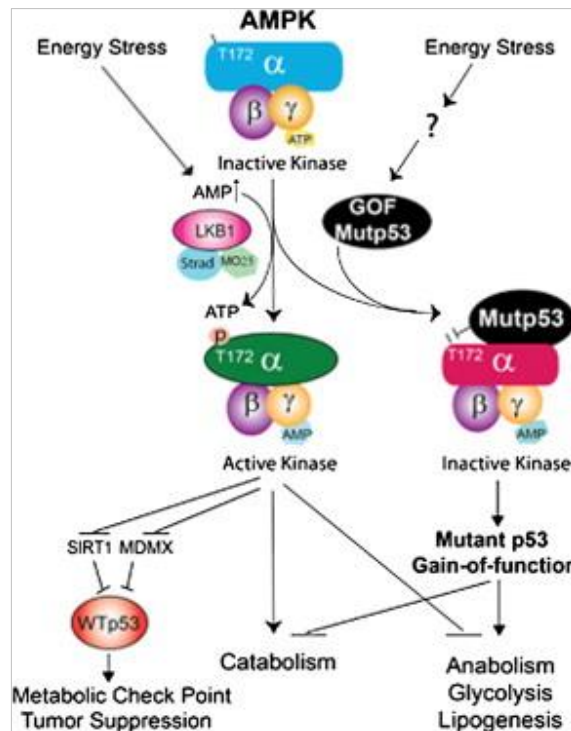 AMPK
Energy Stress
Energy Stress
T172 α
β γ
ATP
?
Inactive Kinase
AMP
GOF
Mutp53
LKB1
Strad MO25
ATP
Mutp53
P
T172 α
T172 α
β γ
β γ
AMP
AMP
Active Kinase
Inactive Kinase
SIRT1 MDMX
Mutant p53
Gain-of-function
WTp53
Catabolism
Anabolism
Glycolysis
Lipogenesis
Metabolic Check Point
Tumor Suppression